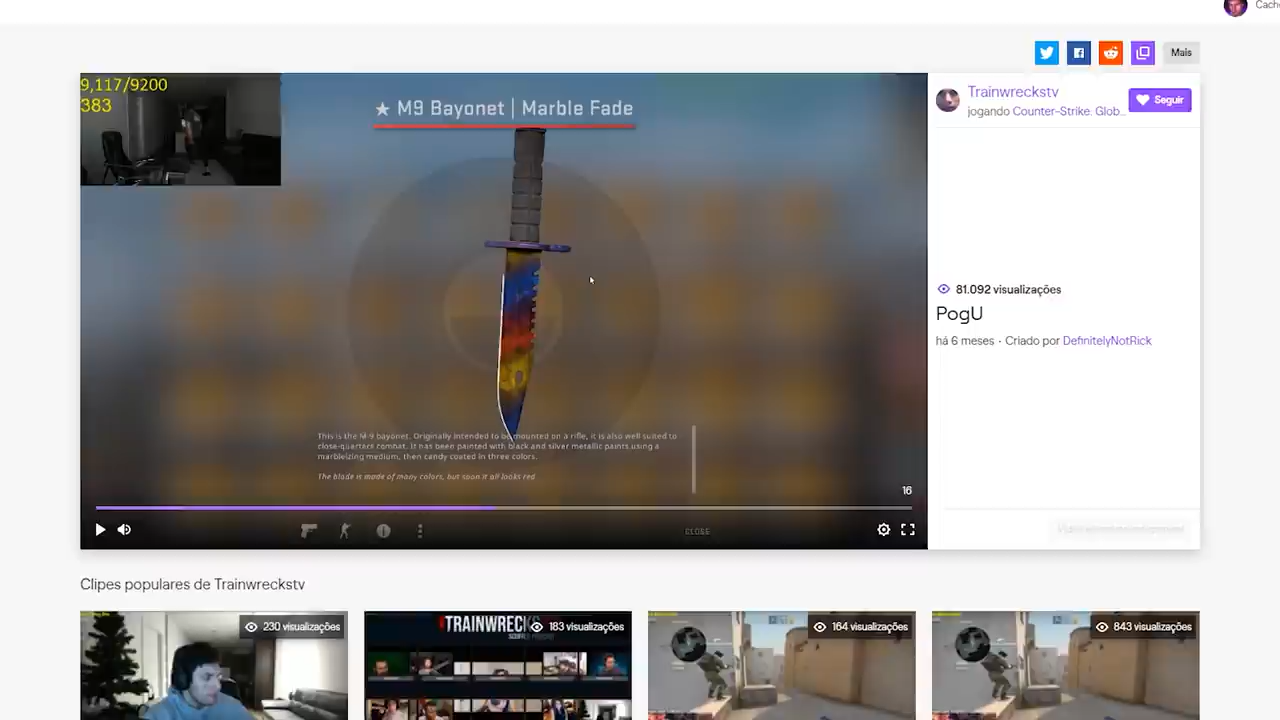 Cach
Mais
9,117/9200
383
★ M9 Bayonet | Marble Fade
This is the M-9 bayonet. Originally intended to be mounted on a rifle, it is also well suited to
close-quarters combat. It has been painted with black and silver metallic paints using a
marbleizing medium, then candy coated in three colors.
The blade is made of many colors, but soon it all looks red
16
CLOSE
Trainwreckstv
Seguir
jogando Counter-Strike: Glob...
81.092 visualizações
PogU
há 6 meses · Criado por DefinitelyNotRick
Clipes populares de Trainwreckstv
230 visualizações
TRAINWRECKS
183 visualizações
164 visualizações
843 visualizações